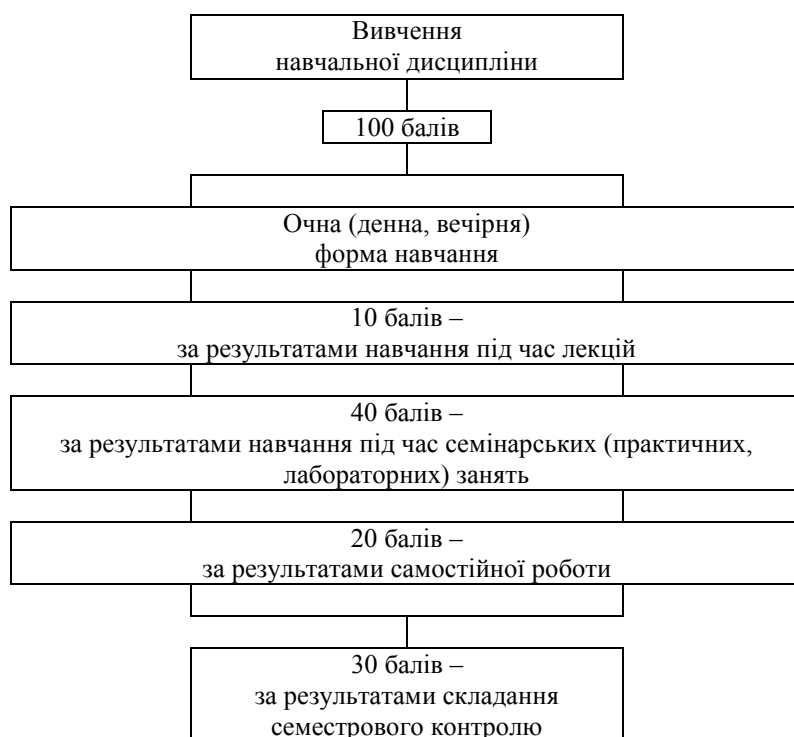 Вивчення
навчальної дисципліни
100 балів
Очна (денна, вечірня)
форма навчання
10 балів –
за результатами навчання під час лекцій
40 балів –
за результатами навчання під час семінарських (практичних,
лабораторних) занять
20 балів –
за результатами самостійної роботи
30 балів –
за результатами складання
семестрового контролю